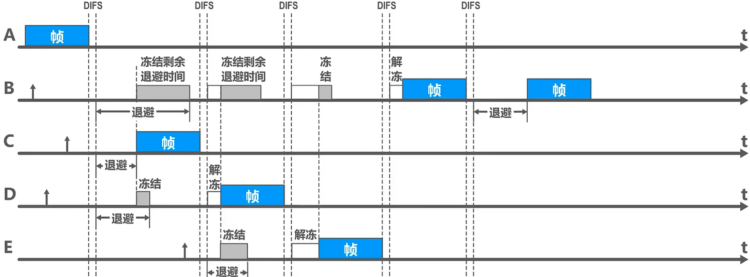 DIFS DIFS DIFS DIFS DIFS
A 帧 t
冻结剩余 冻结剩余 冻 解
退避时间 退避时间 结 冻
B 帧 帧 t
退避 退避
C 帧 t
退避 解
冻结 冻
D 帧 t
退避
冻结 解冻
E 帧 t
退避